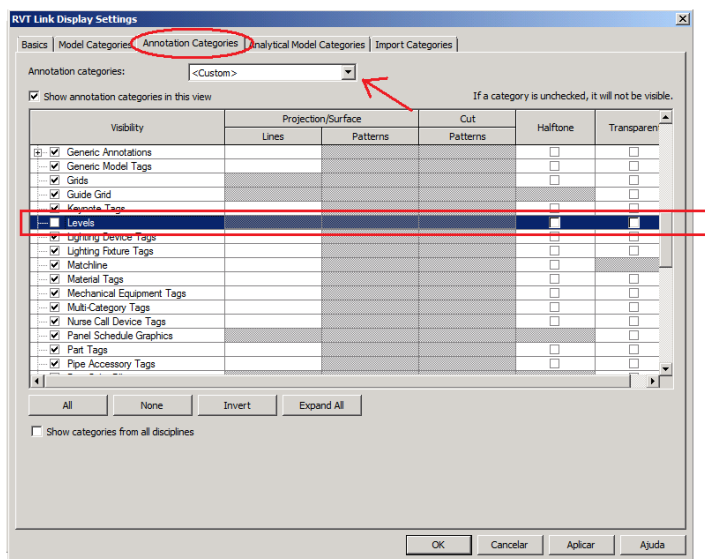 RVT Link Display Settings
Basics Model Categories Annotation Categories Analytical Model Categories Import Categories
Annotation categories: <Custom>
Show annotation categories in this view If a category is unchecked, it will not be visible.
Visibility Projection/Surface Cut Halftone Transparent
Lines Patterns Patterns
Generic Annotations
Generic Model Tags
Grids
Guide Grid
Keynote Tags
Levels
Lighting Device Tags
Lighting Fixture Tags
Matchline
Material Tags
Mechanical Equipment Tags
Multi-Category Tags
Nurse Call Device Tags
Panel Schedule Graphics
Part Tags
Pipe Accessory Tags
All None Invert Expand All
Show categories from all disciplines
OK Cancelar Aplicar Ajuda